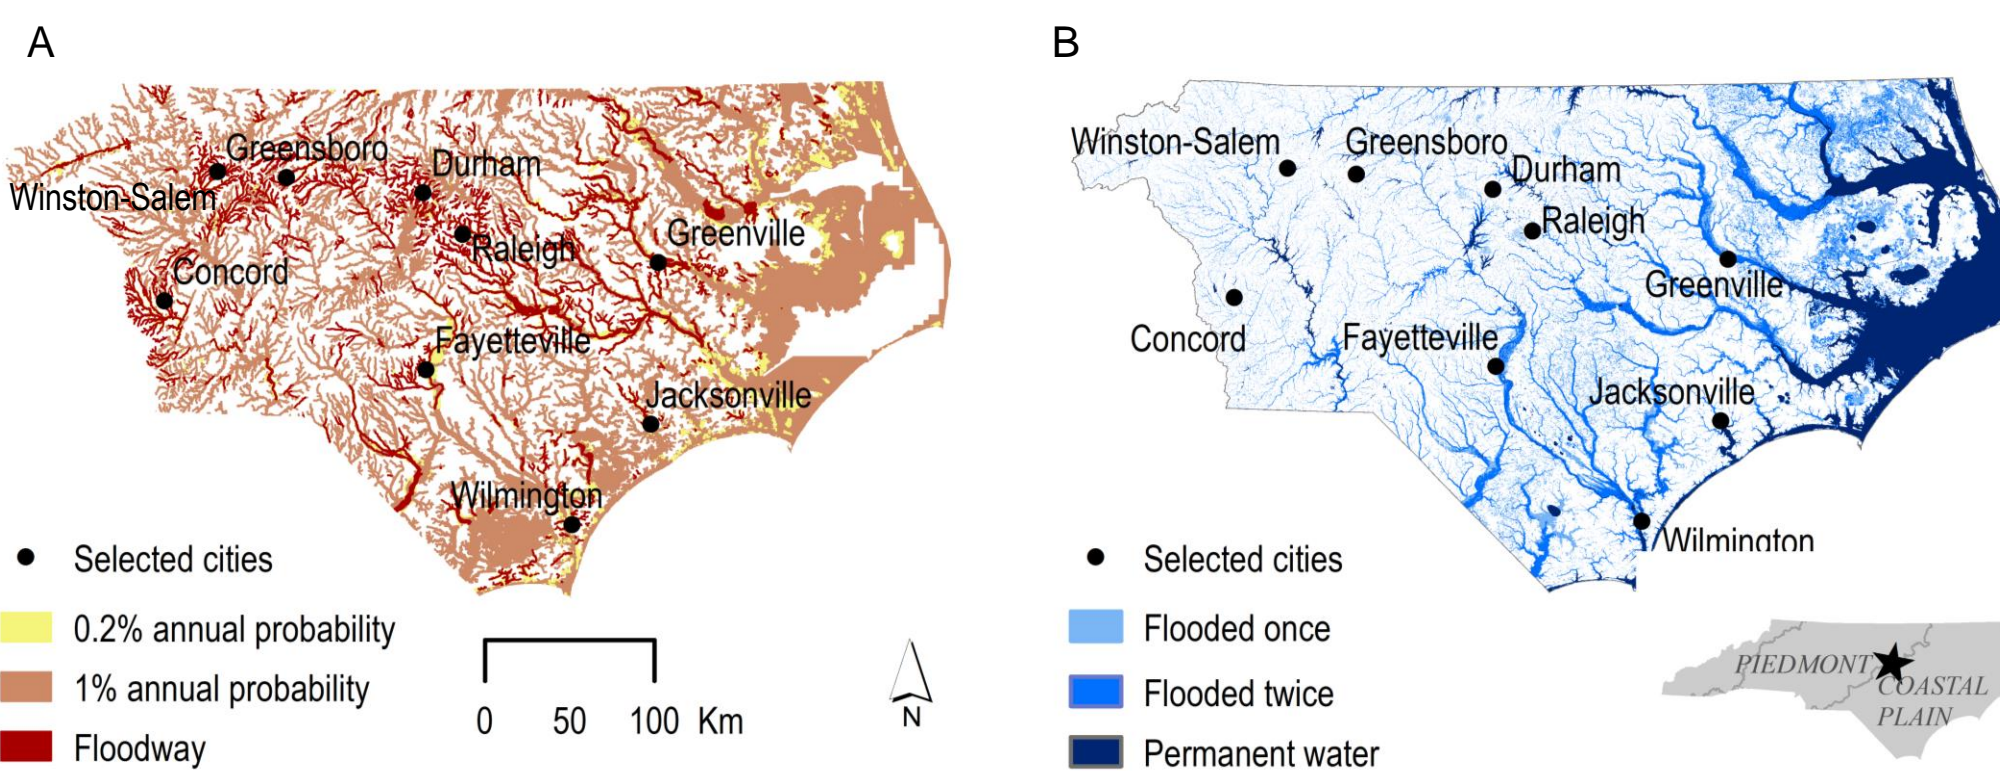 A
Greensboro
Durham
Winston-Salem
Raleigh
Greenville
Concord
Fayetteville
Jacksonville
Wilmington
Selected cities
0.2% annual probability
1% annual probability
Floodway
0 50 100 Km
N
B
Winston-Salem
Greensboro
Durham
Raleigh
Greenville
Concord
Fayetteville
Jacksonville
Wilmington
Selected cities
Flooded once
Flooded twice
Permanent water
PIEDMONT
COASTAL
PLAIN